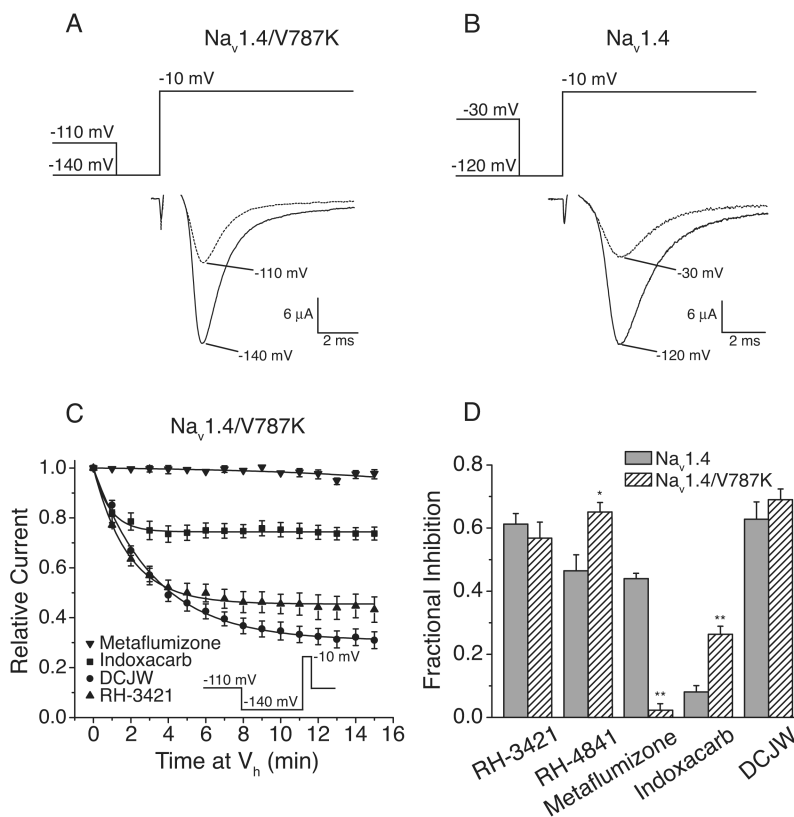 A
Nav1.4/V787K
-10 mV
-110 mV
-140 mV
-110 mV
6 μA
2 ms
-140 mV
B
Nav1.4
-10 mV
-30 mV
-120 mV
-30 mV
6 μA
2 ms
-120 mV
C
Nav1.4/V787K
Relative Current
1.0
0.8
0.6
0.4
0.2
0.0
Metaflumizone
Indoxacarb
DCJW
RH-3421
-110 mV
-140 mV
-10 mV
0 2 4 6 8 10 12 14 16
Time at Vh (min)
D
Nav1.4
Nav1.4/V787K
Fractional Inhibition
0.8
0.6
0.4
0.2
0.0
*
**
**
RH-3421
RH-4841
Metaflumizone
Indoxacarb
DCJW